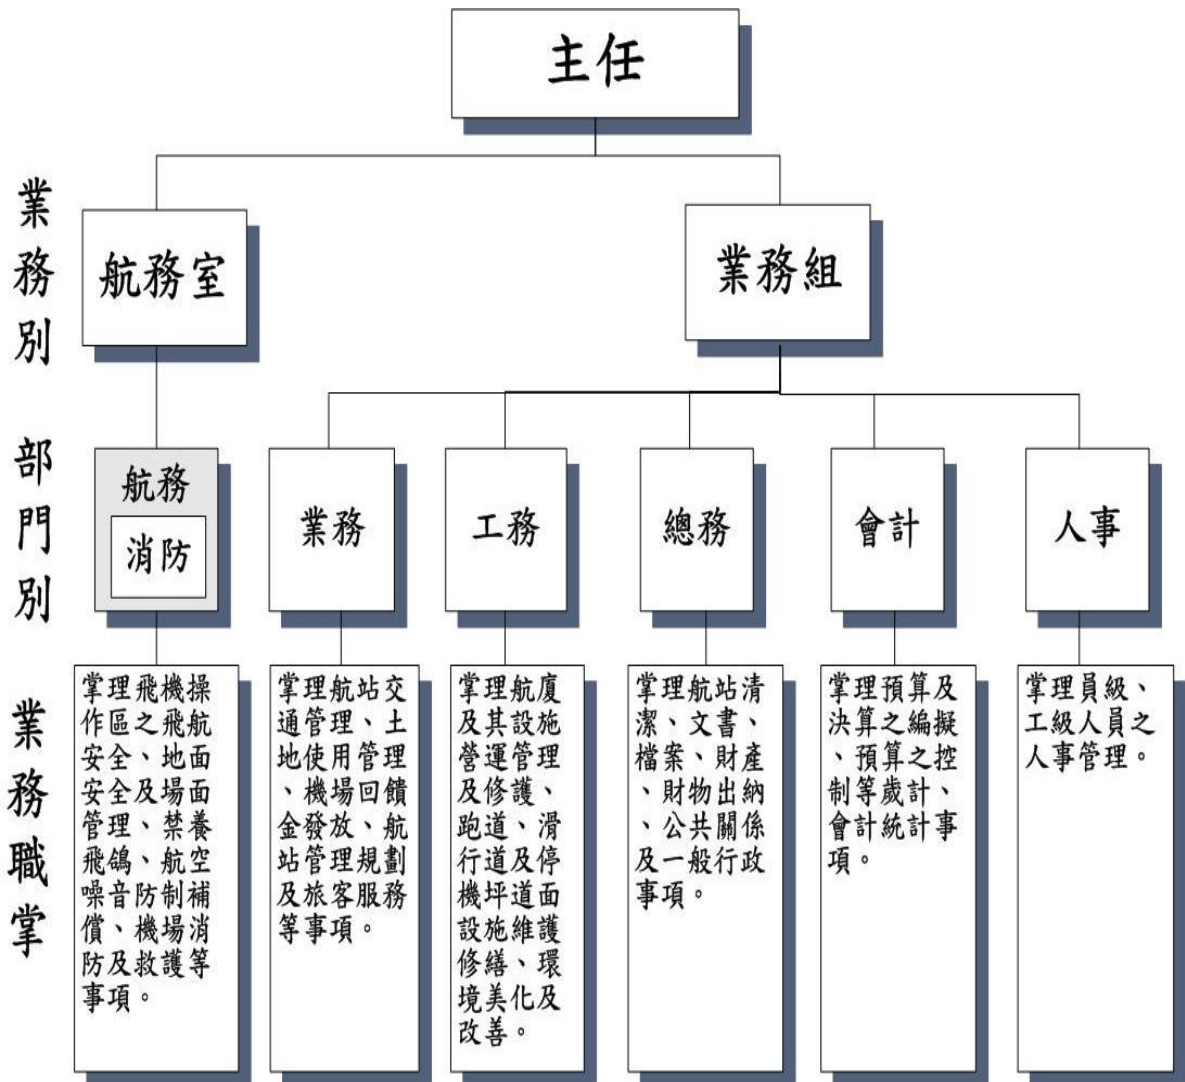 主任
業務別
航務室
業務組
部門別
航務
消防
業務
工務
總務
會計
人事
業務職掌
掌理飛機操
作區之飛航
安全、地面
安全及場面
管理、禁養
飛鴿、航空
噪音防制補
償、機場消
防及救護等
事項。
掌理航站交
通管理、土
地使用管理
、機場回饋
金發放、航
站管理規劃
及旅客服務
等事項。
掌理航廈
及其設施
營運管理
及修護、
跑道、滑
行道及停
機坪道面
設施維護
修繕、環
境美化及
改善。
掌理航站清
潔、文書、
檔案、財產
、財物出納
、公共關係
及一般行政
事項。
掌理預算及
決算之編擬
、預算之控
制等歲計、
會計統計事
項。
掌理員級、
工級人員之
人事管理。